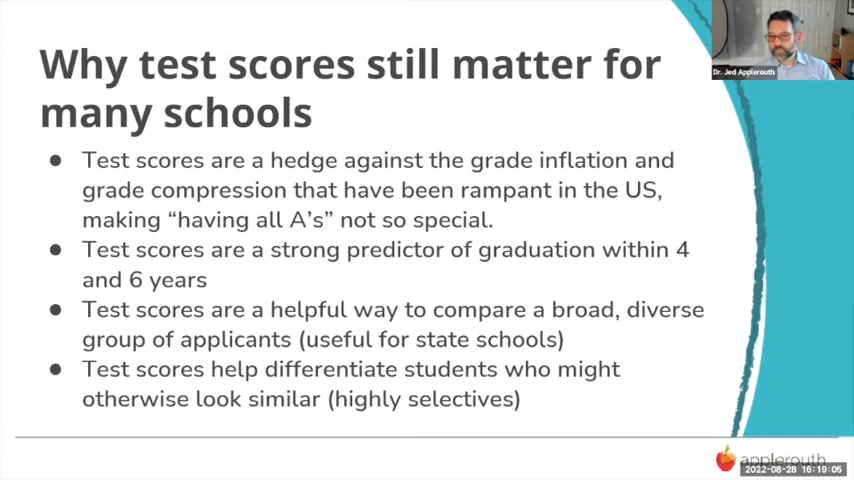 Why test scores still matter for
many schools
Dr. Jed Applerouth
● Test scores are a hedge against the grade inflation and
grade compression that have been rampant in the US,
making “having all A’s” not so special.
● Test scores are a strong predictor of graduation within 4
and 6 years
● Test scores are a helpful way to compare a broad, diverse
group of applicants (useful for state schools)
● Test scores help differentiate students who might
otherwise look similar (highly selectives)
applerouth
2022-08-28 16:19:05